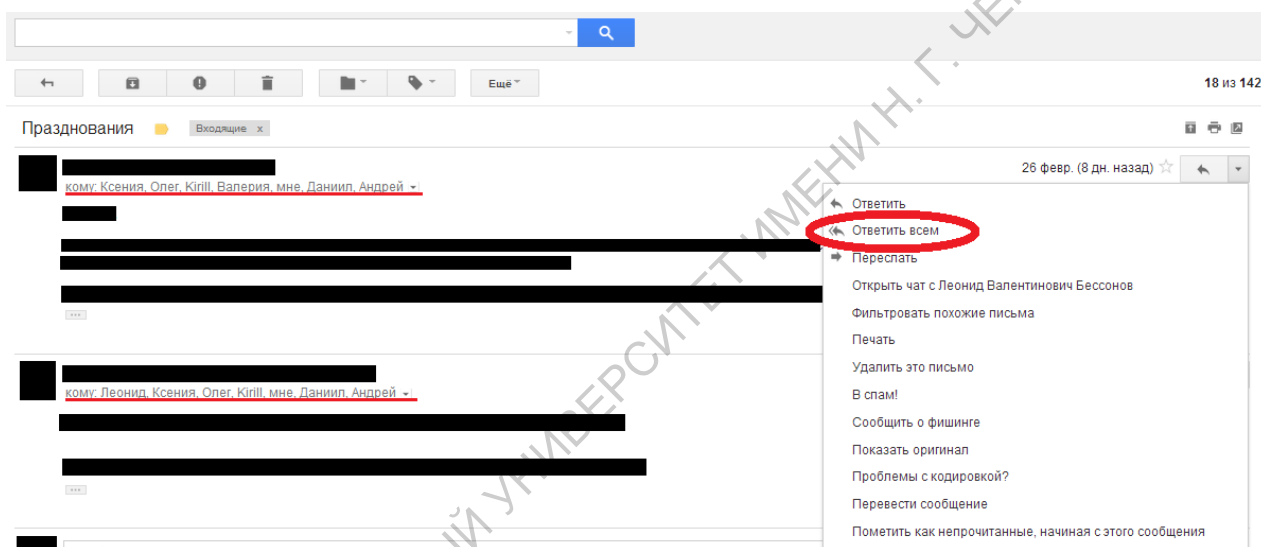 Ещё
18 из 142
Празднования
Входящие x
26 февр. (8 дн. назад)
кому: Ксения, Олег, Kirill, Валерия, мне, Даниил, Андрей
Ответить
Ответить всем
Переслать
Открыть чат с Леонид Валентинович Бессонов
Фильтровать похожие письма
Печать
Удалить это письмо
В спам!
Сообщить о фишинге
Показать оригинал
Проблемы с кодировкой?
Перевести сообщение
Пометить как непрочитанные, начиная с этого сообщения
кому: Леонид, Ксения, Олег, Kirill, мне, Даниил, Андрей
УНИВЕРСИТЕТ ИМЕНИ Н. Г.